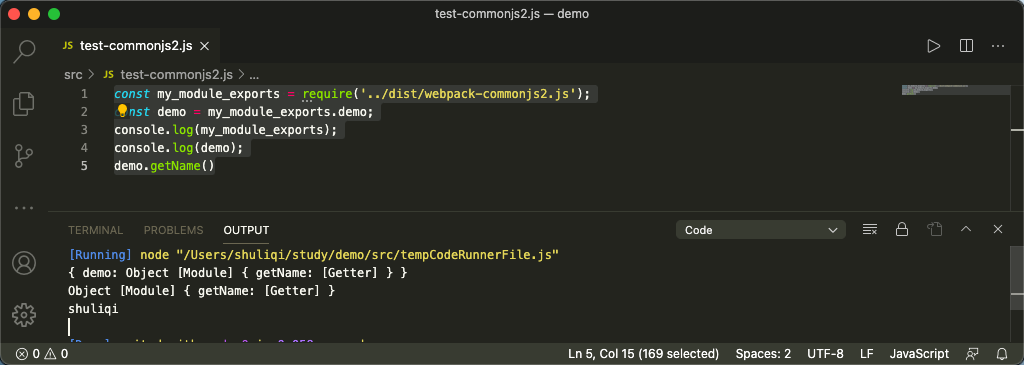 test-commonjs2.js — demo
JS test-commonjs2.js
src > JS test-commonjs2.js > ...
1 const my_module_exports = require('../dist/webpack-commonjs2.js');
2 nst demo = my_module_exports.demo;
3 console.log(my_module_exports);
4 console.log(demo);
5 demo.getName()
TERMINAL PROBLEMS OUTPUT Code
[Running] node "/Users/shuliqi/study/demo/src/tempCodeRunnerFile.js"
{ demo: Object [Module] { getName: [Getter] } }
Object [Module] { getName: [Getter] }
shuliqi
0 0 Ln 5, Col 15 (169 selected) Spaces: 2 UTF-8 LF JavaScript